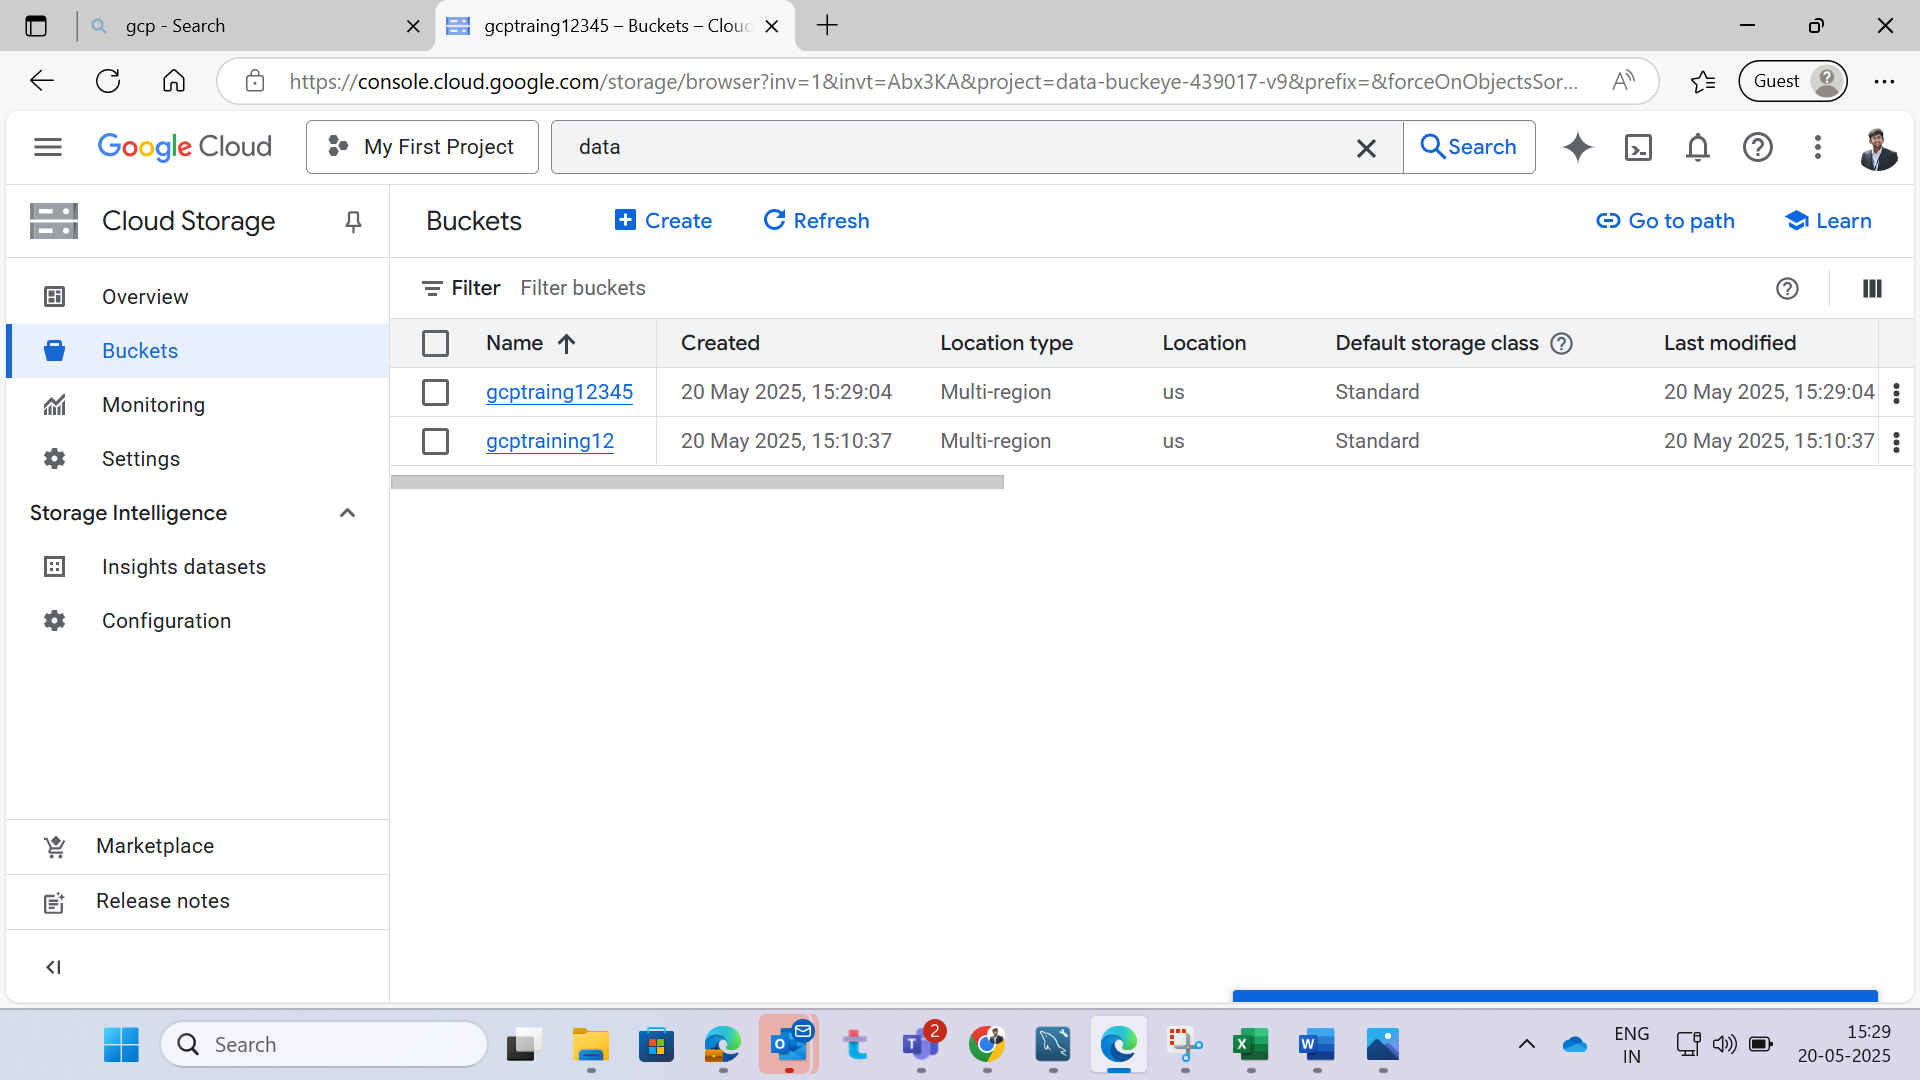 gcp - Search
gcptraing12345 – Buckets – Cloud
https://console.cloud.google.com/storage/browser?inv=1&invt=Abx3KA&project=data-buckeye-439017-v9&prefix=&forceOnObjectsSor...
Guest
Google Cloud
My First Project
data
Search
Cloud Storage
Buckets
Create
Refresh
Go to path
Learn
Overview
Buckets
Monitoring
Settings
Storage Intelligence
Insights datasets
Configuration
Marketplace
Release notes
Filter Filter buckets
Name Created Location type Location Default storage class Last modified
gcptraing12345 20 May 2025, 15:29:04 Multi-region us Standard 20 May 2025, 15:29:04
gcptraining12 20 May 2025, 15:10:37 Multi-region us Standard 20 May 2025, 15:10:37
Search
2
ENG
IN
15:29
20-05-2025